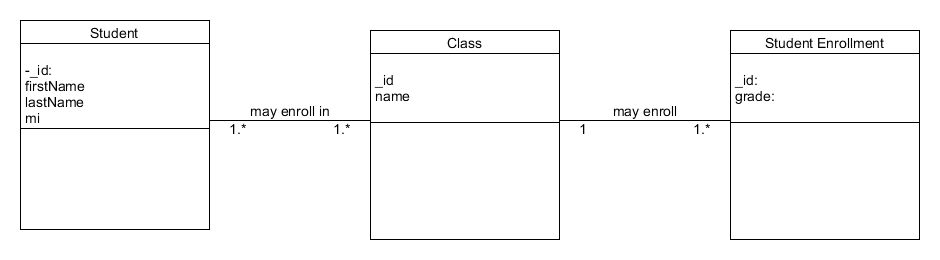 Student
-_id:
firstName
lastName
mi
may enroll in
1.*
1.*
Class
_id
name
may enroll
1
1.*
Student Enrollment
_id:
grade: